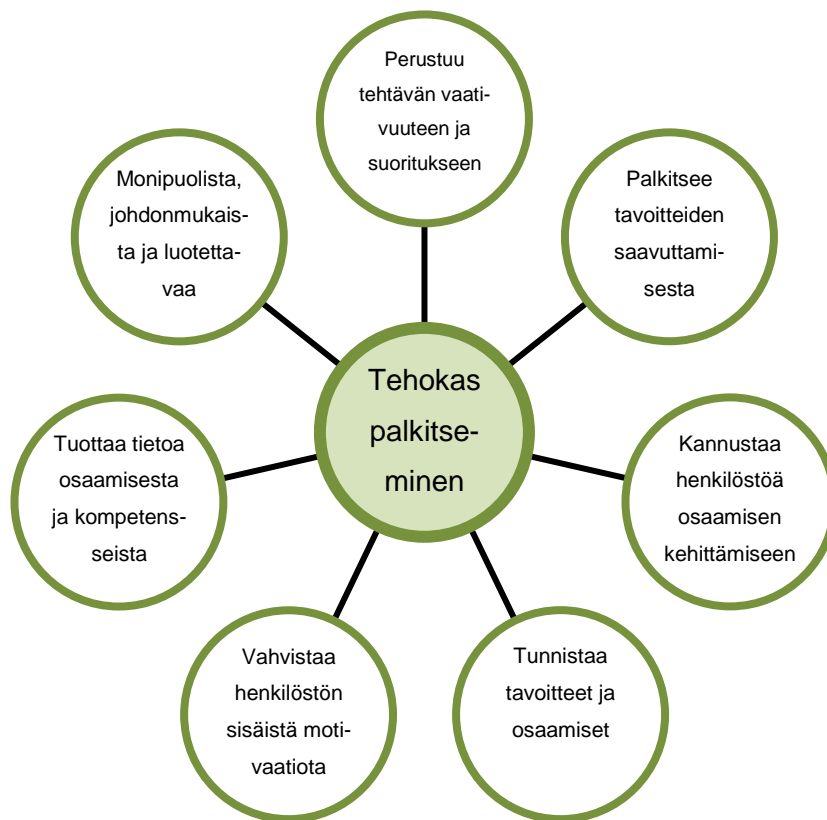 Perustuu
tehtävän vaati-
vuuteen ja
suoritukseen
Palkitsee
tavoitteiden
saavuttami-
sesta
Kannustaa
henkilöstöä
osaamisen
kehittämiseen
Tunnistaa
tavoitteet ja
osaamiset
Vahvistaa
henkilöstön
sisäistä moti-
vaatiota
Tuottaa tietoa
osaamisesta
ja kompetens-
seista
Monipuolista,
johdonmukais-
ta ja luotetta-
vaa
Tehokas
palkitse-
minen